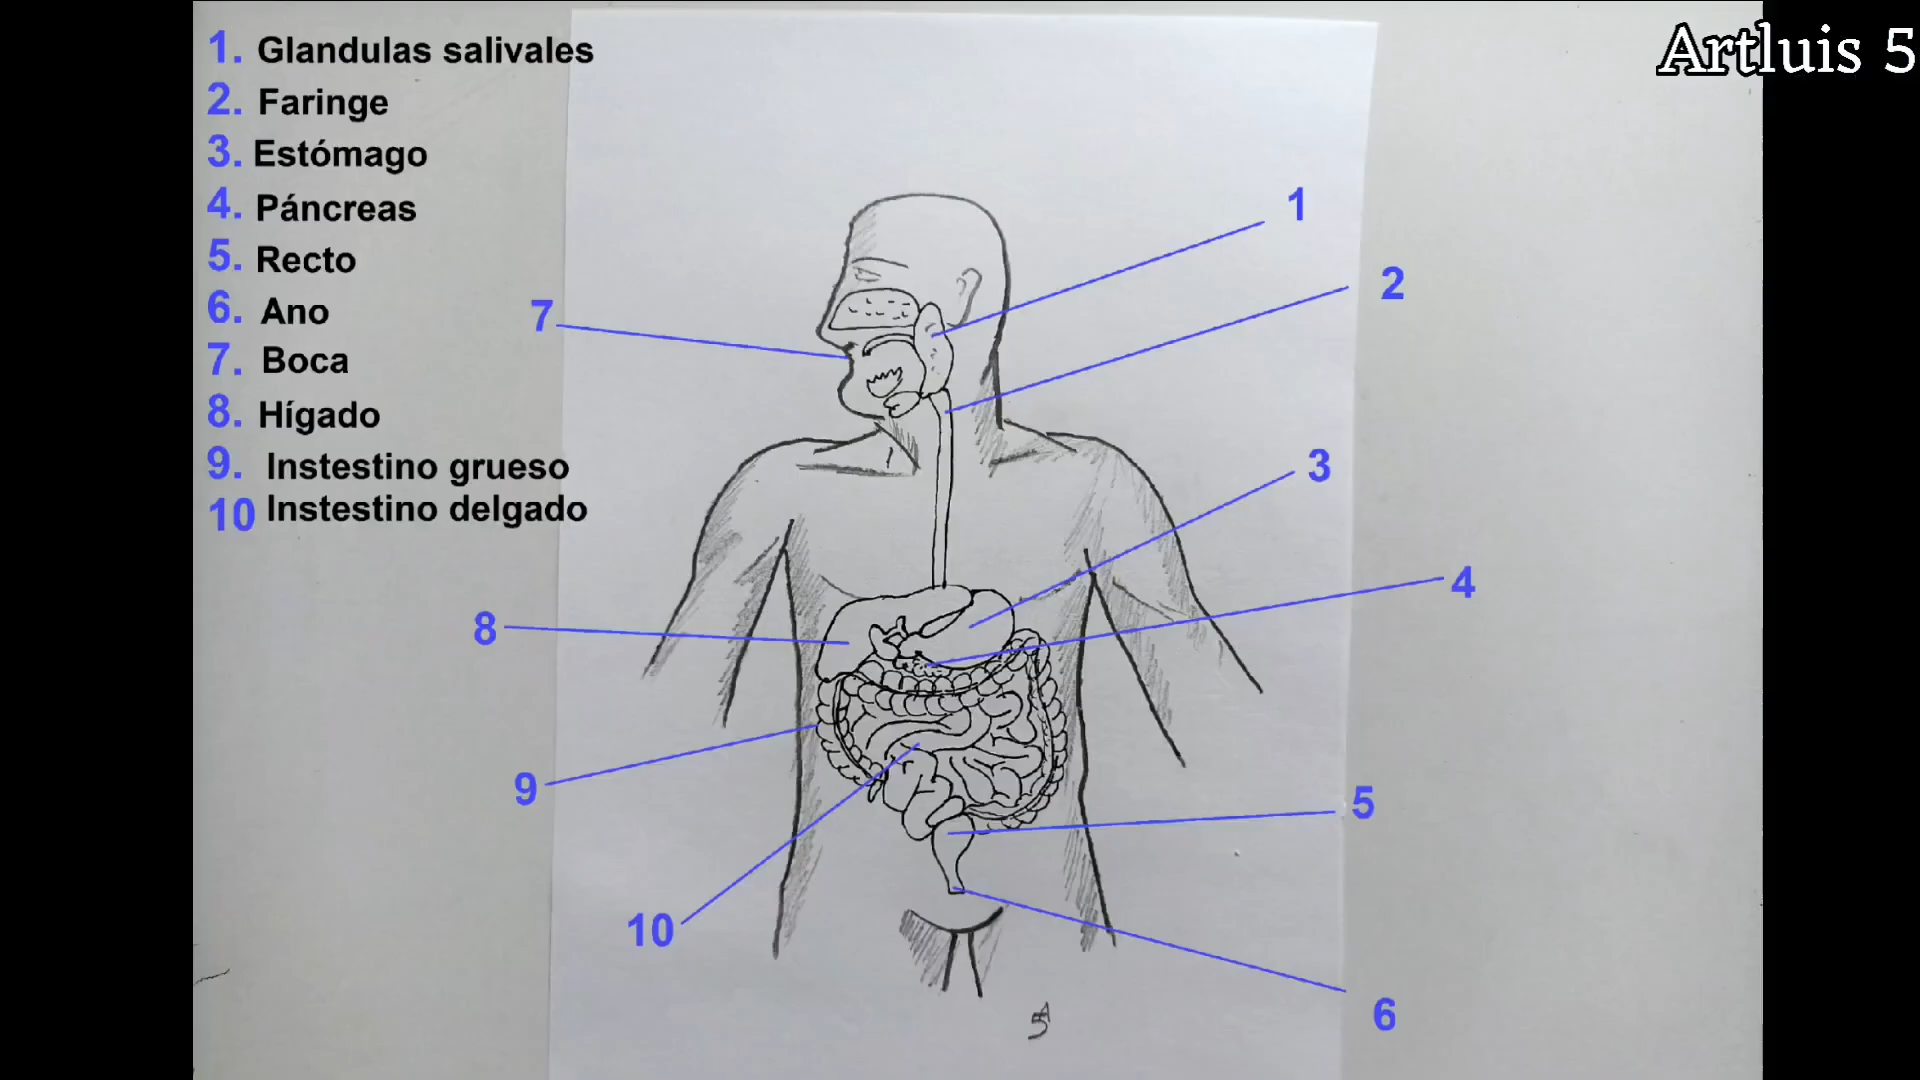 1. Glandulas salivales
2. Faringe
3. Estómago
4. Páncreas
5. Recto
6. Ano
7. Boca
8. Hígado
9. Instestino grueso
10 Instestino delgado
Artluis 5
1
2
7
3
4
8
9
5
10
6